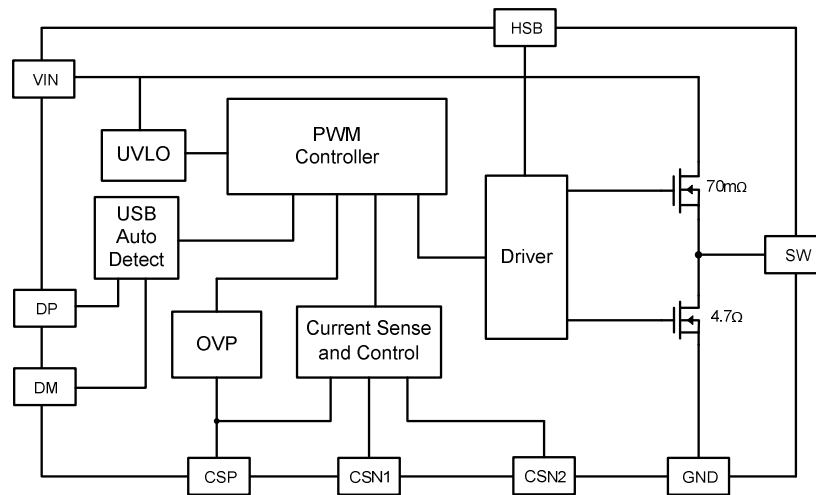 HSB
VIN
PWM
Controller
UVLO
70mΩ
USB
Auto
Detect
Driver
SW
DP
OVP
Current Sense
and Control
4.7Ω
DM
CSP
CSN1
CSN2
GND